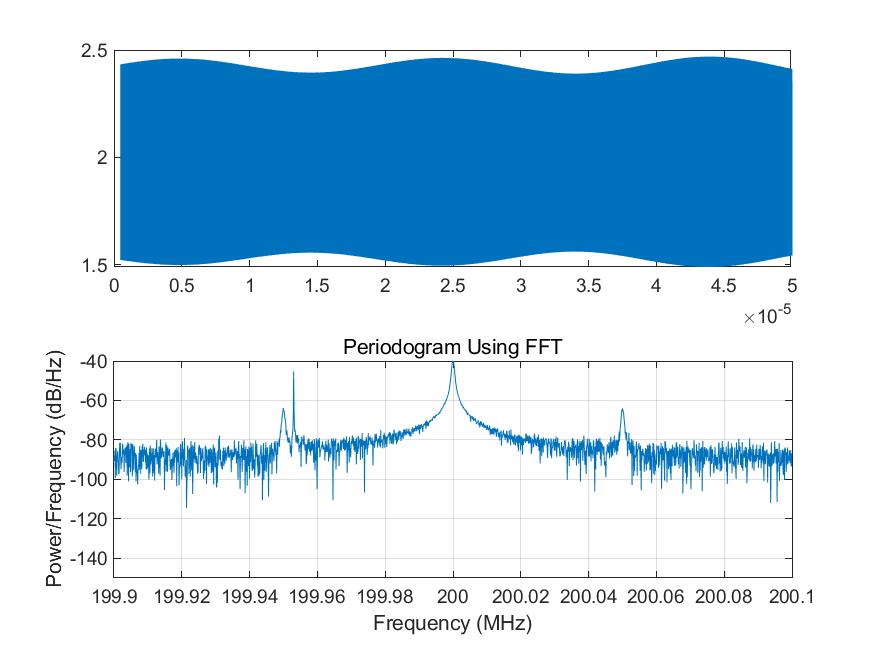 2.5
2
1.5
0 0.5 1 1.5 2 2.5 3 3.5 4 4.5 5
×10-5
Periodogram Using FFT
Power/Frequency (dB/Hz)
-40
-60
-80
-100
-120
-140
199.9 199.92 199.94 199.96 199.98 200 200.02 200.04 200.06 200.08 200.1
Frequency (MHz)